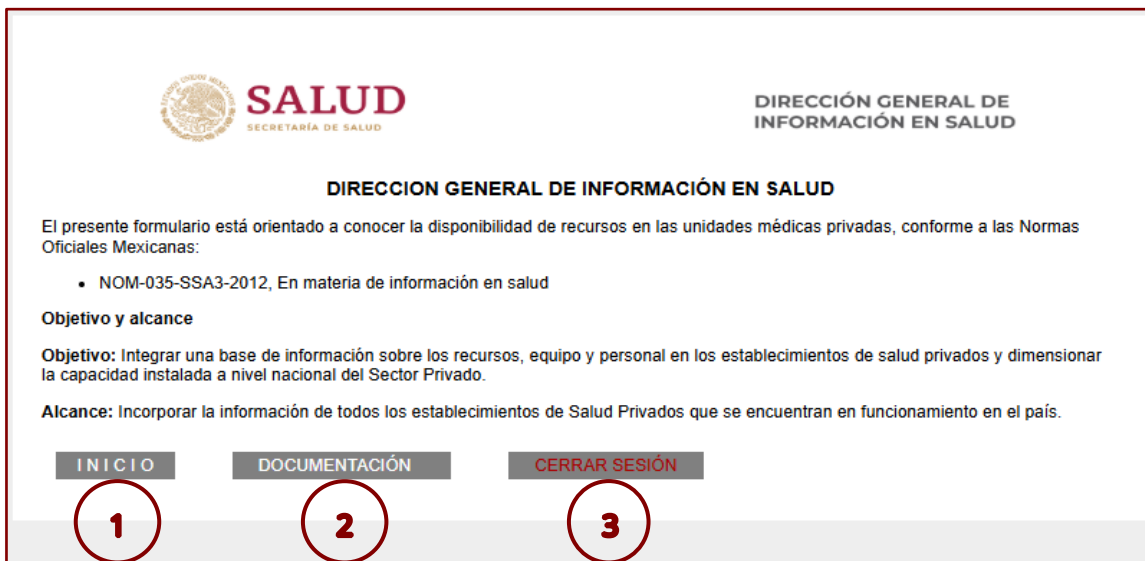 SALUD
SECRETARÍA DE SALUD
DIRECCIÓN GENERAL DE
INFORMACIÓN EN SALUD
DIRECCION GENERAL DE INFORMACIÓN EN SALUD
El presente formulario está orientado a conocer la disponibilidad de recursos en las unidades médicas privadas, conforme a las Normas
Oficiales Mexicanas:
• NOM-035-SSA3-2012, En materia de información en salud
Objetivo y alcance
Objetivo: Integrar una base de información sobre los recursos, equipo y personal en los establecimientos de salud privados y dimensionar
la capacidad instalada a nivel nacional del Sector Privado.
Alcance: Incorporar la información de todos los establecimientos de Salud Privados que se encuentran en funcionamiento en el país.
I N I C I O DOCUMENTACIÓN CERRAR SESIÓN
1 2 3